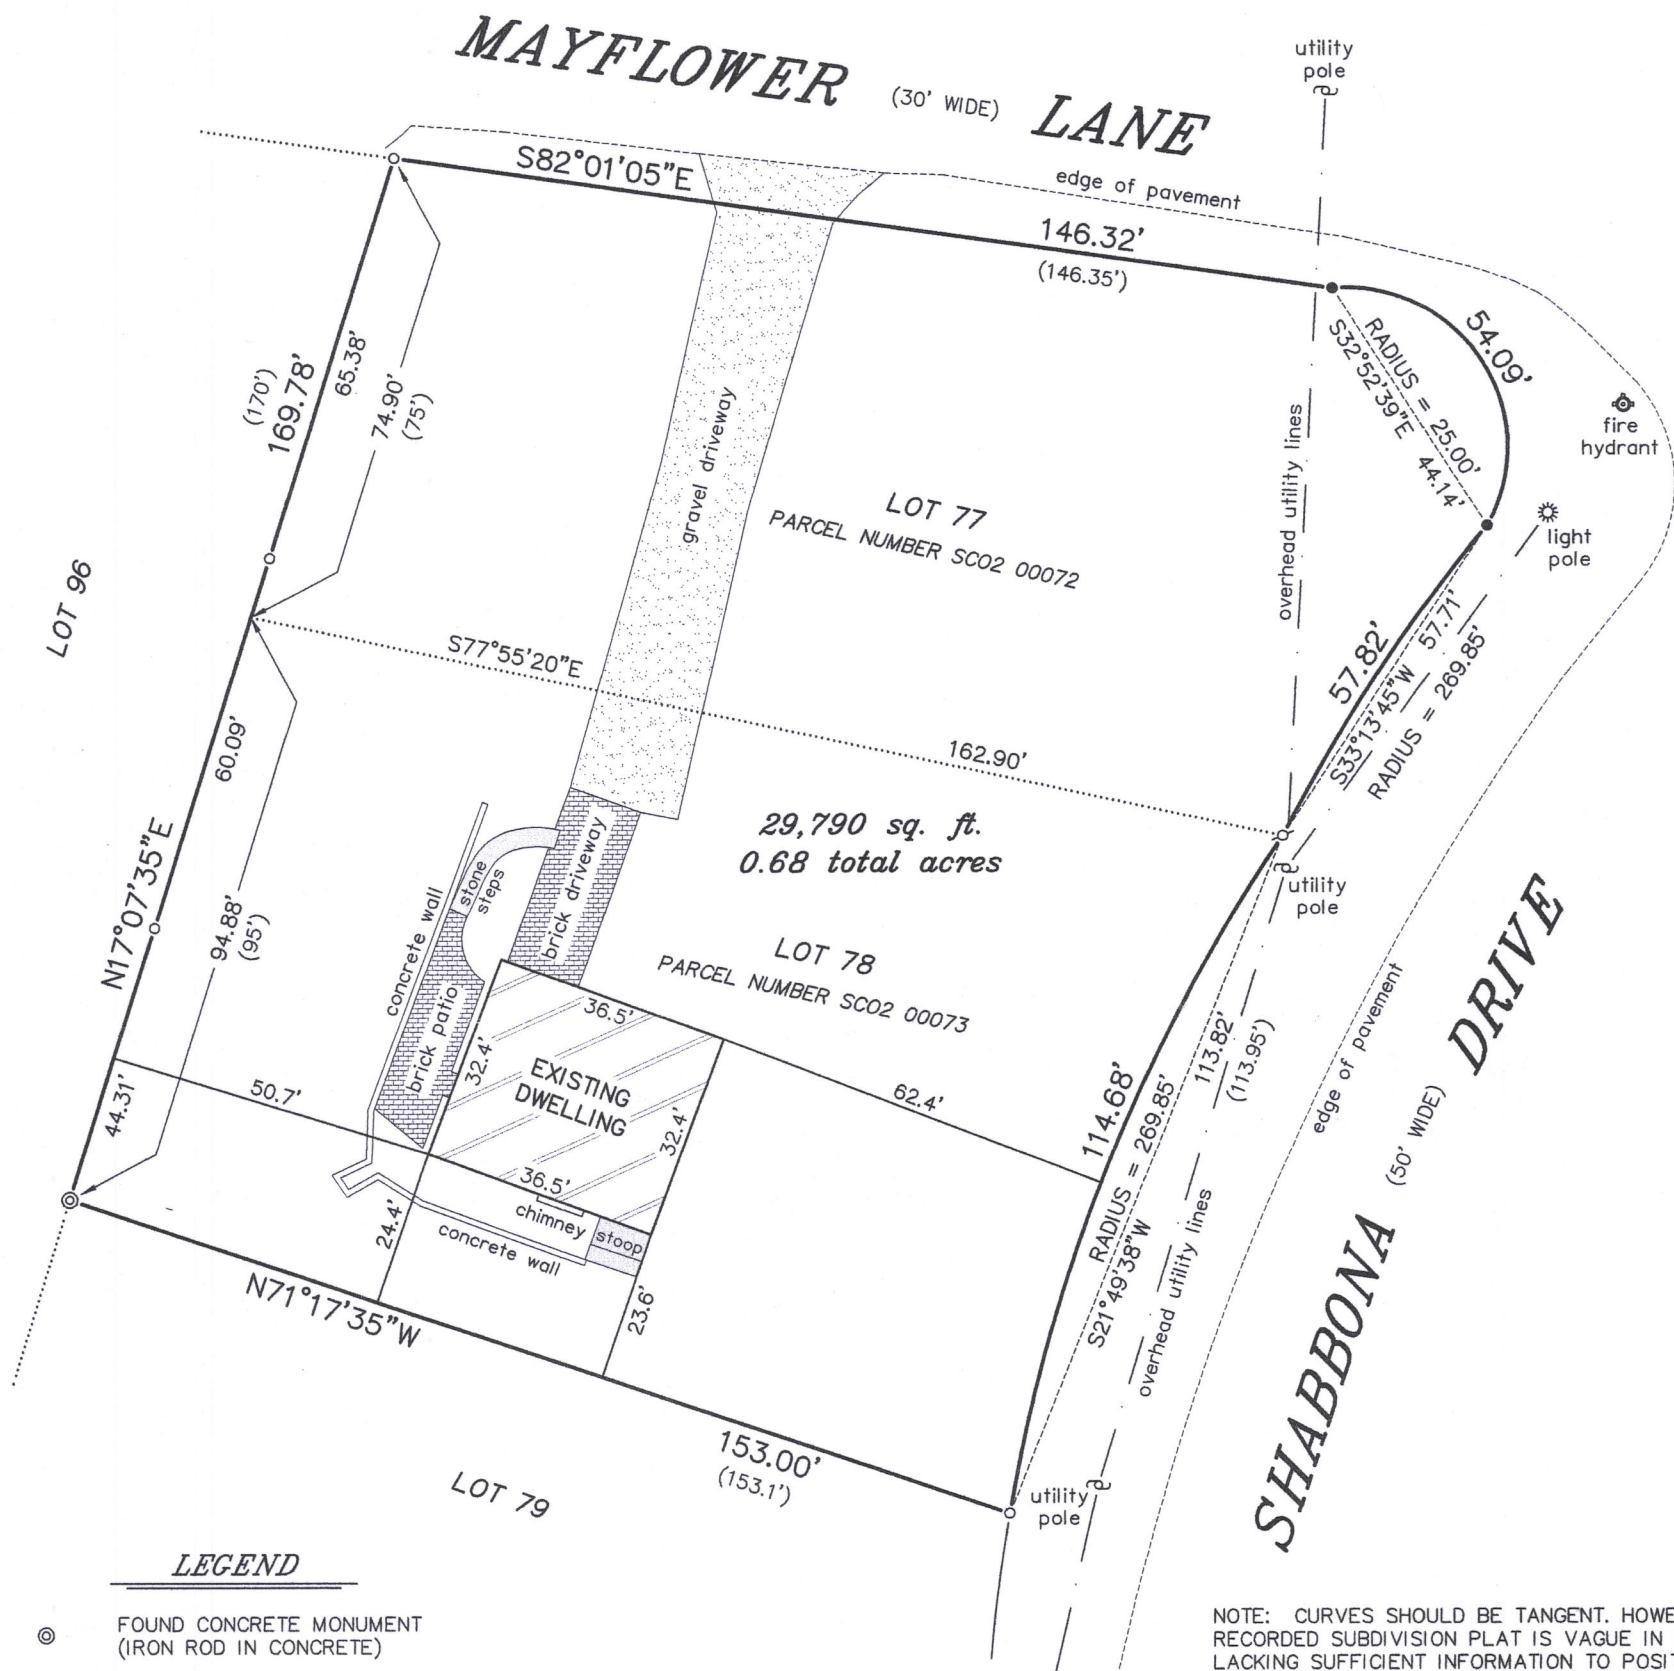 MAYFLOWER (30' WIDE) LANE
utility
pole
S82°01'05"E
edge of pavement
146.32'
(146.35')
54.09'
RADIUS = 25.00'
S32°52'39"E 44.14'
fire
hydrant
light
pole
(170')
169.78'
65.38'
74.90'
(75')
gravel driveway
LOT 77
PARCEL NUMBER SC02 00072
overhead utility lines
LOT 96
57.82'
S33°13'45"W 57.71'
RADIUS = 269.85'
S77°55'20"E
162.90'
60.09'
29,790 sq. ft.
0.68 total acres
utility
pole
N17°07'35"E
94.88'
(95')
concrete wall
stone
steps
brick driveway
brick patio
LOT 78
PARCEL NUMBER SC02 00073
36.5'
32.4'
EXISTING
DWELLING
32.4'
36.5'
62.4'
50.7'
44.31'
114.68'
RADIUS = 269.85'
S21°49'38"W
113.82'
(113.95')
edge of pavement
SHABBONA (50' WIDE) DRIVE
overhead utility lines
24.4'
chimney
stoop
concrete wall
23.6'
N71°17'35"W
153.00'
(153.1')
utility
pole
LOT 79
LEGEND
FOUND CONCRETE MONUMENT
(IRON ROD IN CONCRETE)
NOTE: CURVES SHOULD BE TANGENT. HOWE
RECORDED SUBDIVISION PLAT IS VAGUE IN
LACKING SUFFICIENT INFORMATION TO POSIT